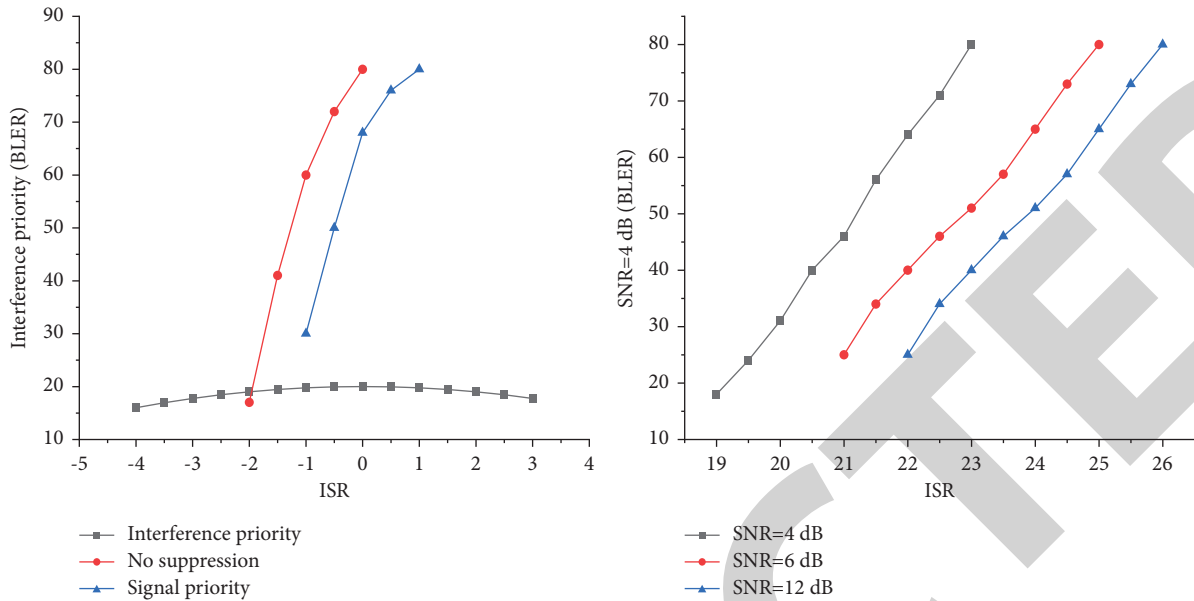 90
80
70
60
50
40
30
20
10
Interference priority (BLER)
-5 -4 -3 -2 -1 0 1 2 3 4
ISR
Interference priority
No suppression
Signal priority
80
70
60
50
40
30
20
10
SNR=4 dB (BLER)
19 20 21 22 23 24 25 26
ISR
SNR=4 dB
SNR=6 dB
SNR=12 dB